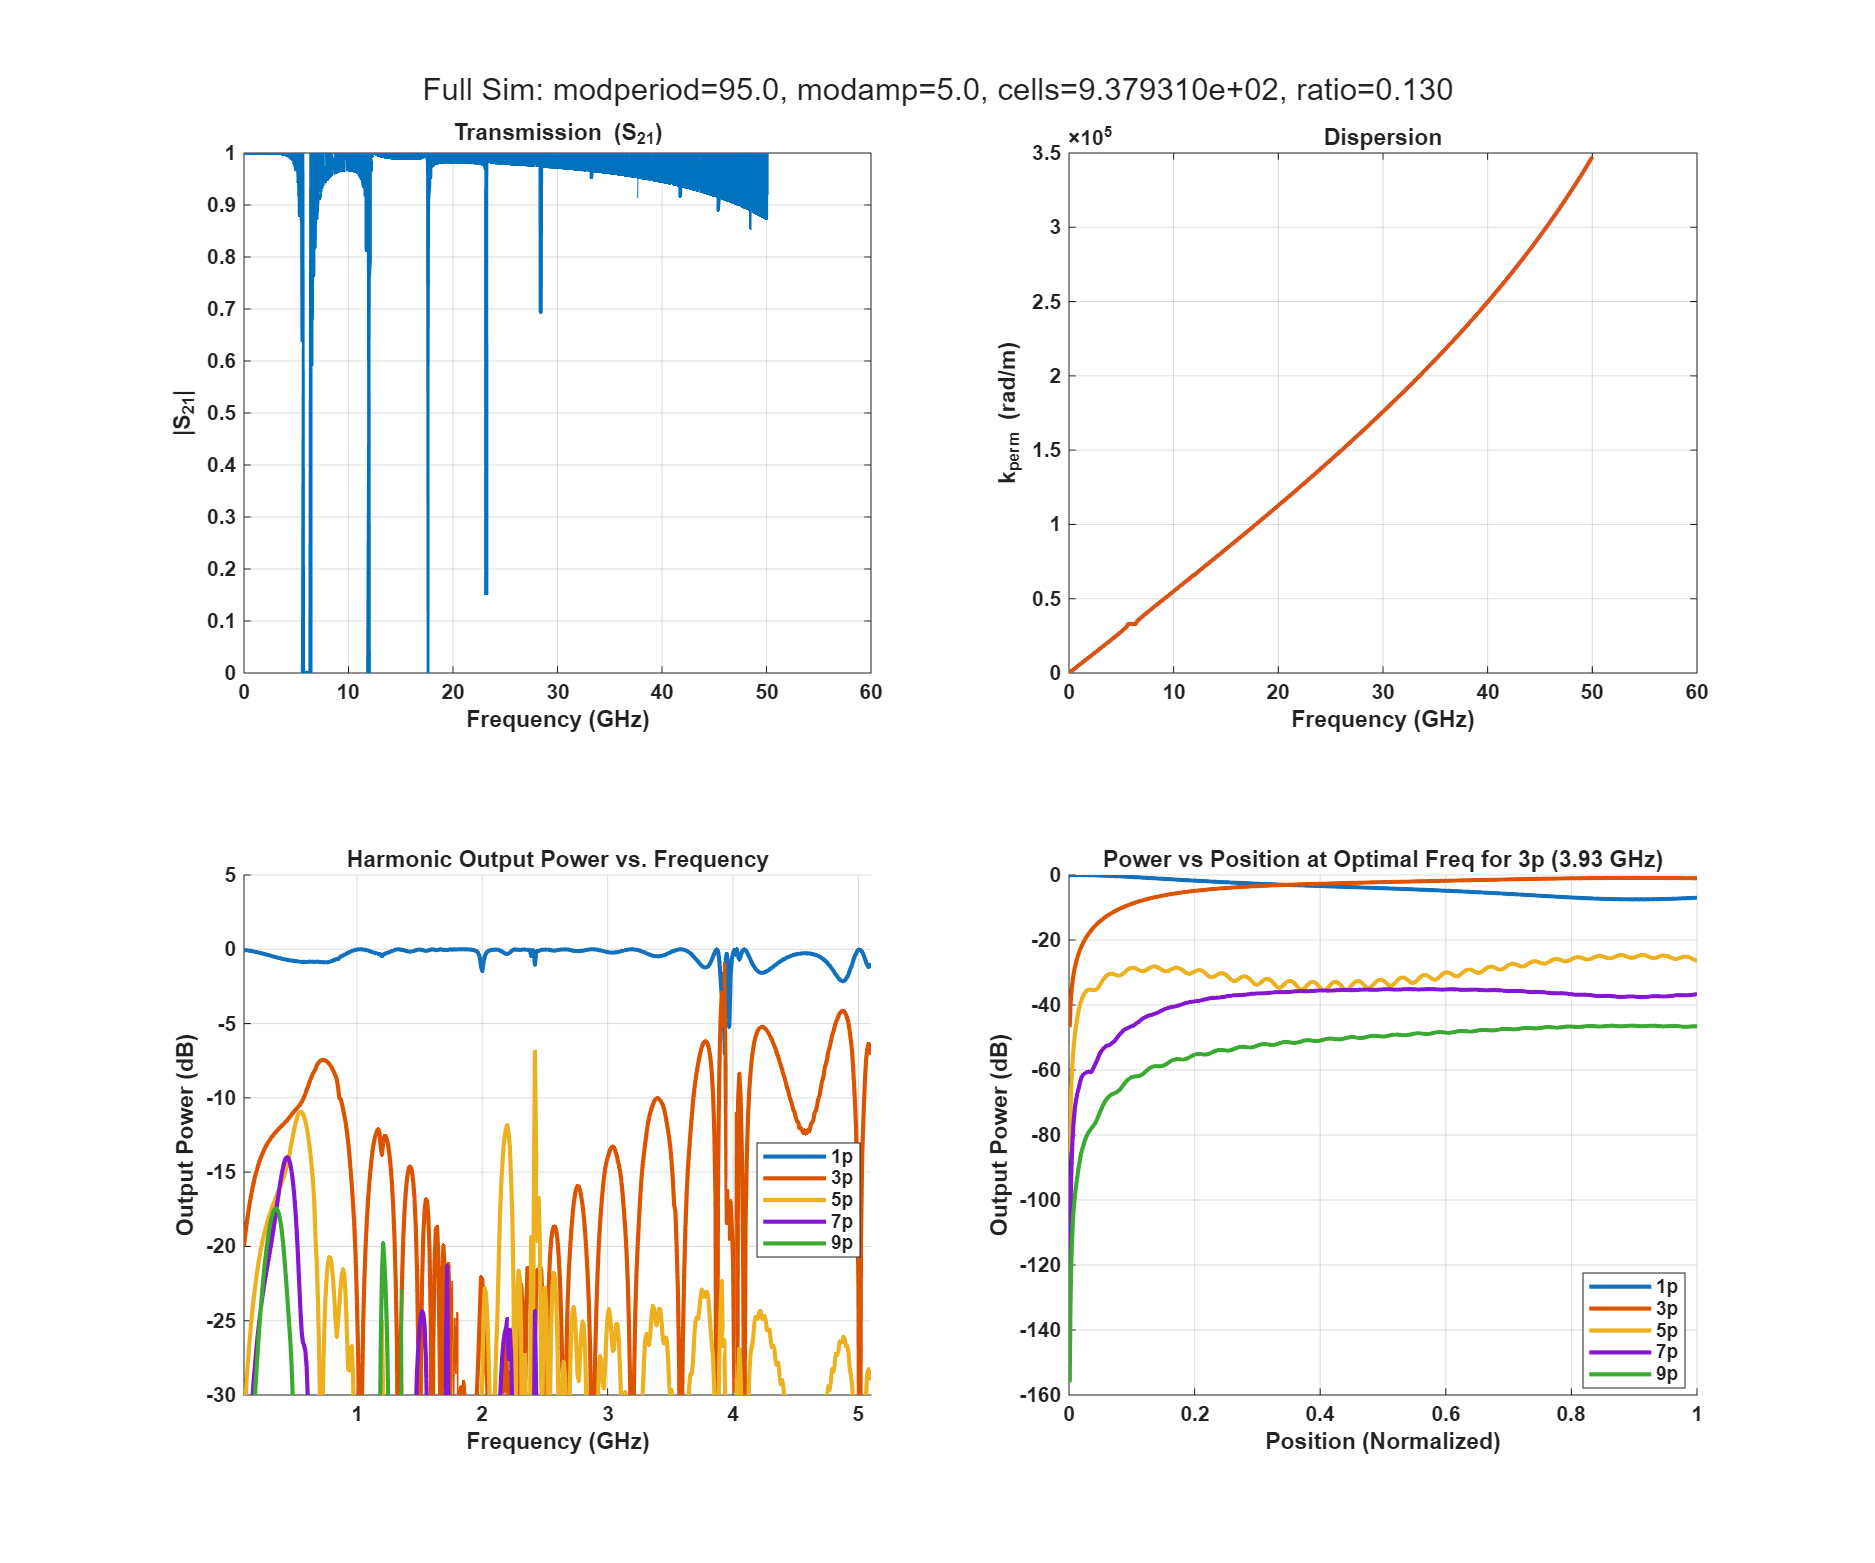 Full Sim: modperiod=95.0, modamp=5.0, cells=9.379310e+02, ratio=0.130
Transmission (S21)
1
0.9
0.8
0.7
0.6
0.5
0.4
0.3
0.2
0.1
0
|S21|
0 10 20 30 40 50 60
Frequency (GHz)
×10^5
Dispersion
3.5
3
2.5
2
1.5
1
0.5
0
kperm (rad/m)
0 10 20 30 40 50 60
Frequency (GHz)
Harmonic Output Power vs. Frequency
5
0
-5
-10
-15
-20
-25
-30
Output Power (dB)
1p
3p
5p
7p
9p
1 2 3 4 5
Frequency (GHz)
Power vs Position at Optimal Freq for 3p (3.93 GHz)
0
-20
-40
-60
-80
-100
-120
-140
-160
Output Power (dB)
1p
3p
5p
7p
9p
0 0.2 0.4 0.6 0.8 1
Position (Normalized)